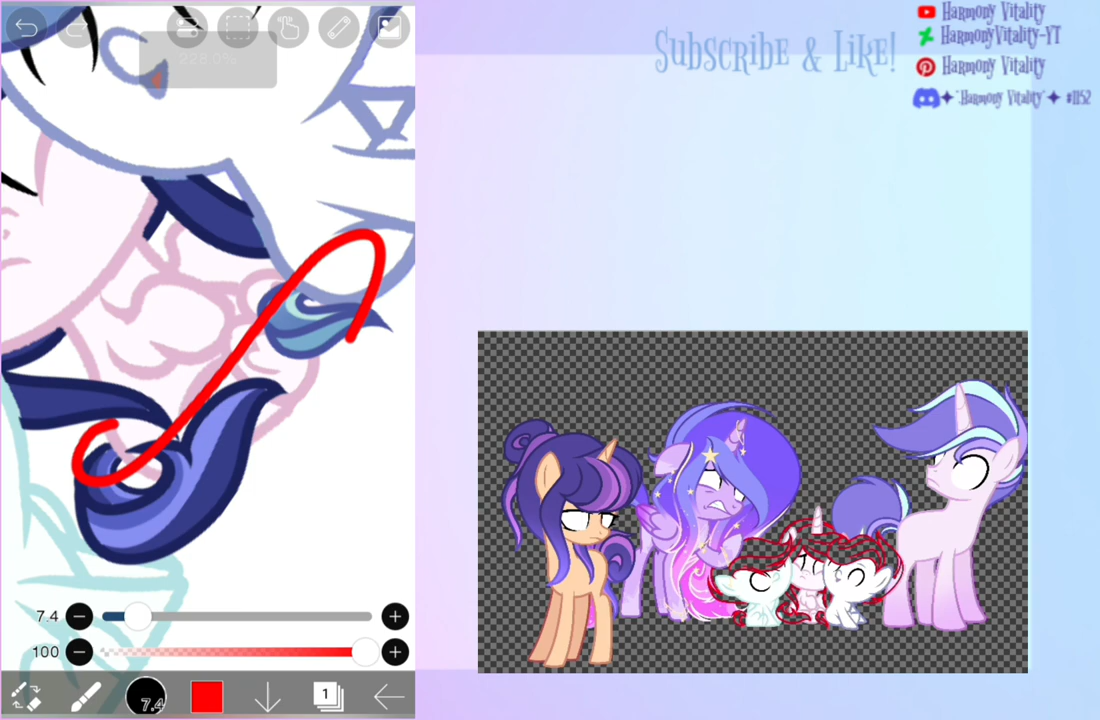 Harmony Vitality
Subscribe & Like!
HarmonyVitality-YT
Harmony Vitality
✦˚.Harmony Vitality˚✦ #1152
7.4
100
7.4
1